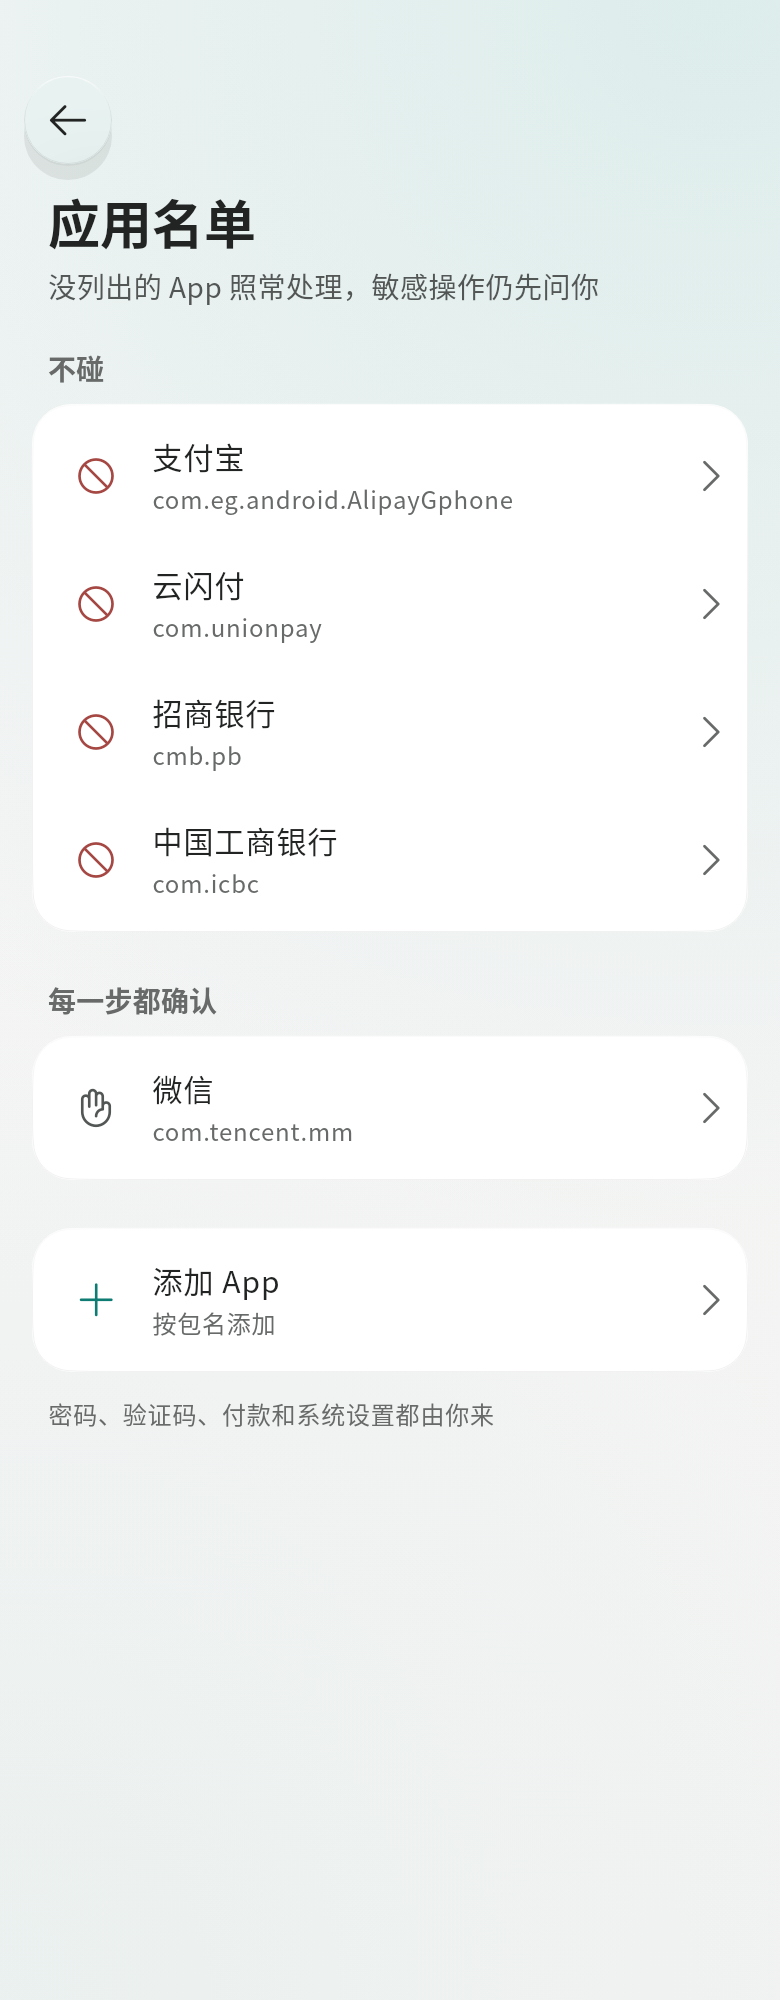 应用名单
没列出的 App 照常处理，敏感操作仍先问你
不碰
支付宝
com.eg.android.AlipayGphone
云闪付
com.unionpay
招商银行
cmb.pb
中国工商银行
com.icbc
每一步都确认
微信
com.tencent.mm
添加 App
按包名添加
密码、验证码、付款和系统设置都由你来